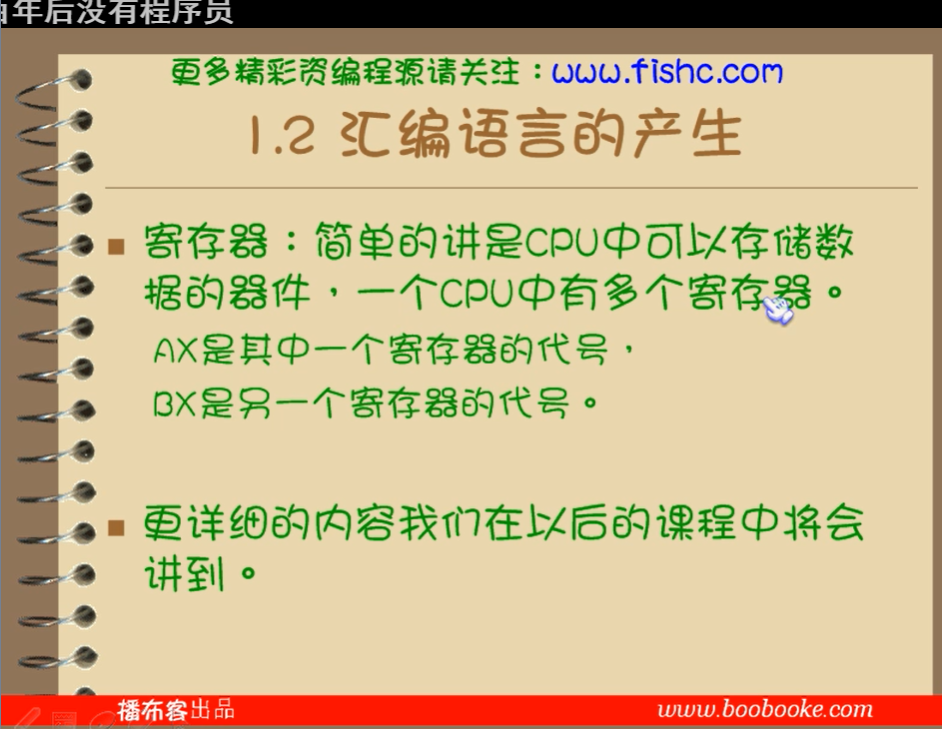 百年后没有程序员
更多精彩资编程源请关注：www.fishc.com
1.2 汇编语言的产生
寄存器：简单的讲是CPU中可以存储数
据的器件，一个CPU中有多个寄存器。
AX是其中一个寄存器的代号，
BX是另一个寄存器的代号。
更详细的内容我们在以后的课程中将会
讲到。
播布客出品
www.boobooke.com